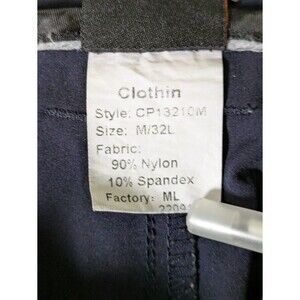 Clothin
Style: CP13210M
Size: M/32L
Fabric:
90% Nylon
10% Spandex
Factory: ML